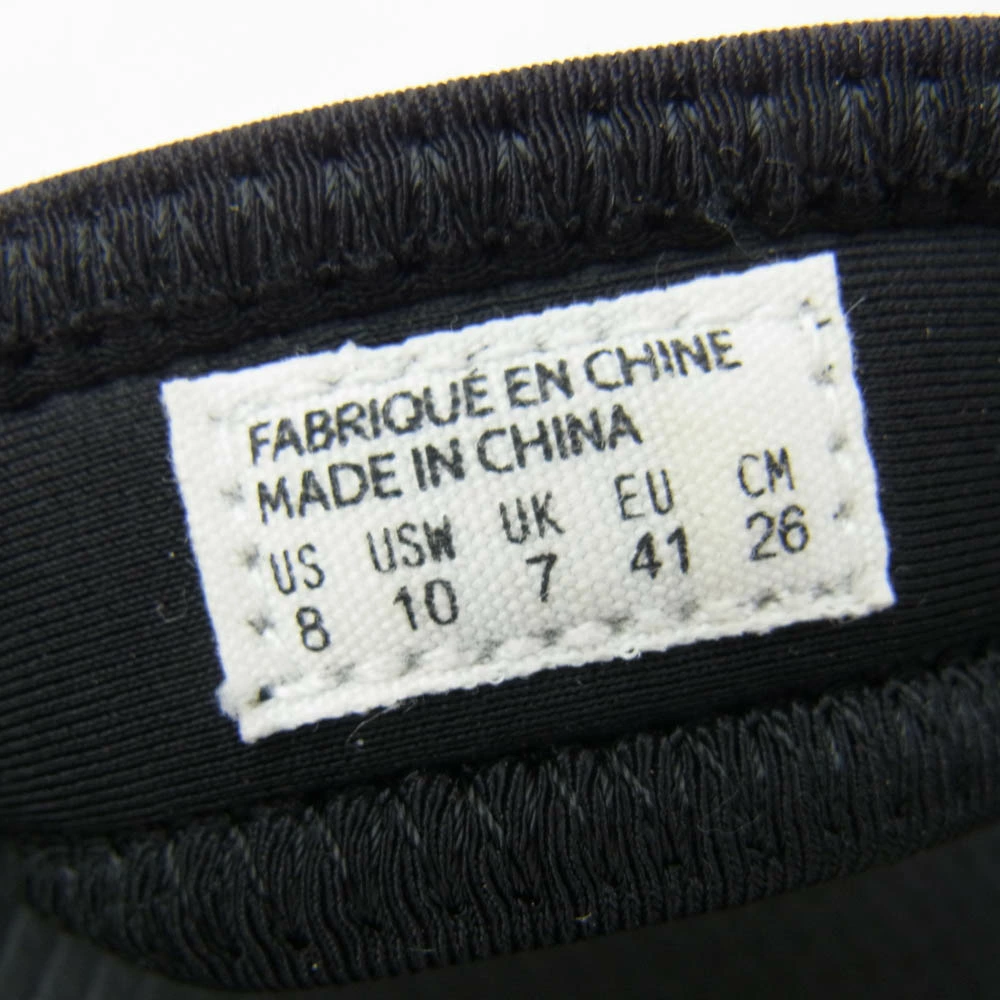 FABRIQUÉ EN CHINE
MADE IN CHINA
US USW UK EU CM
8 10 7 41 26